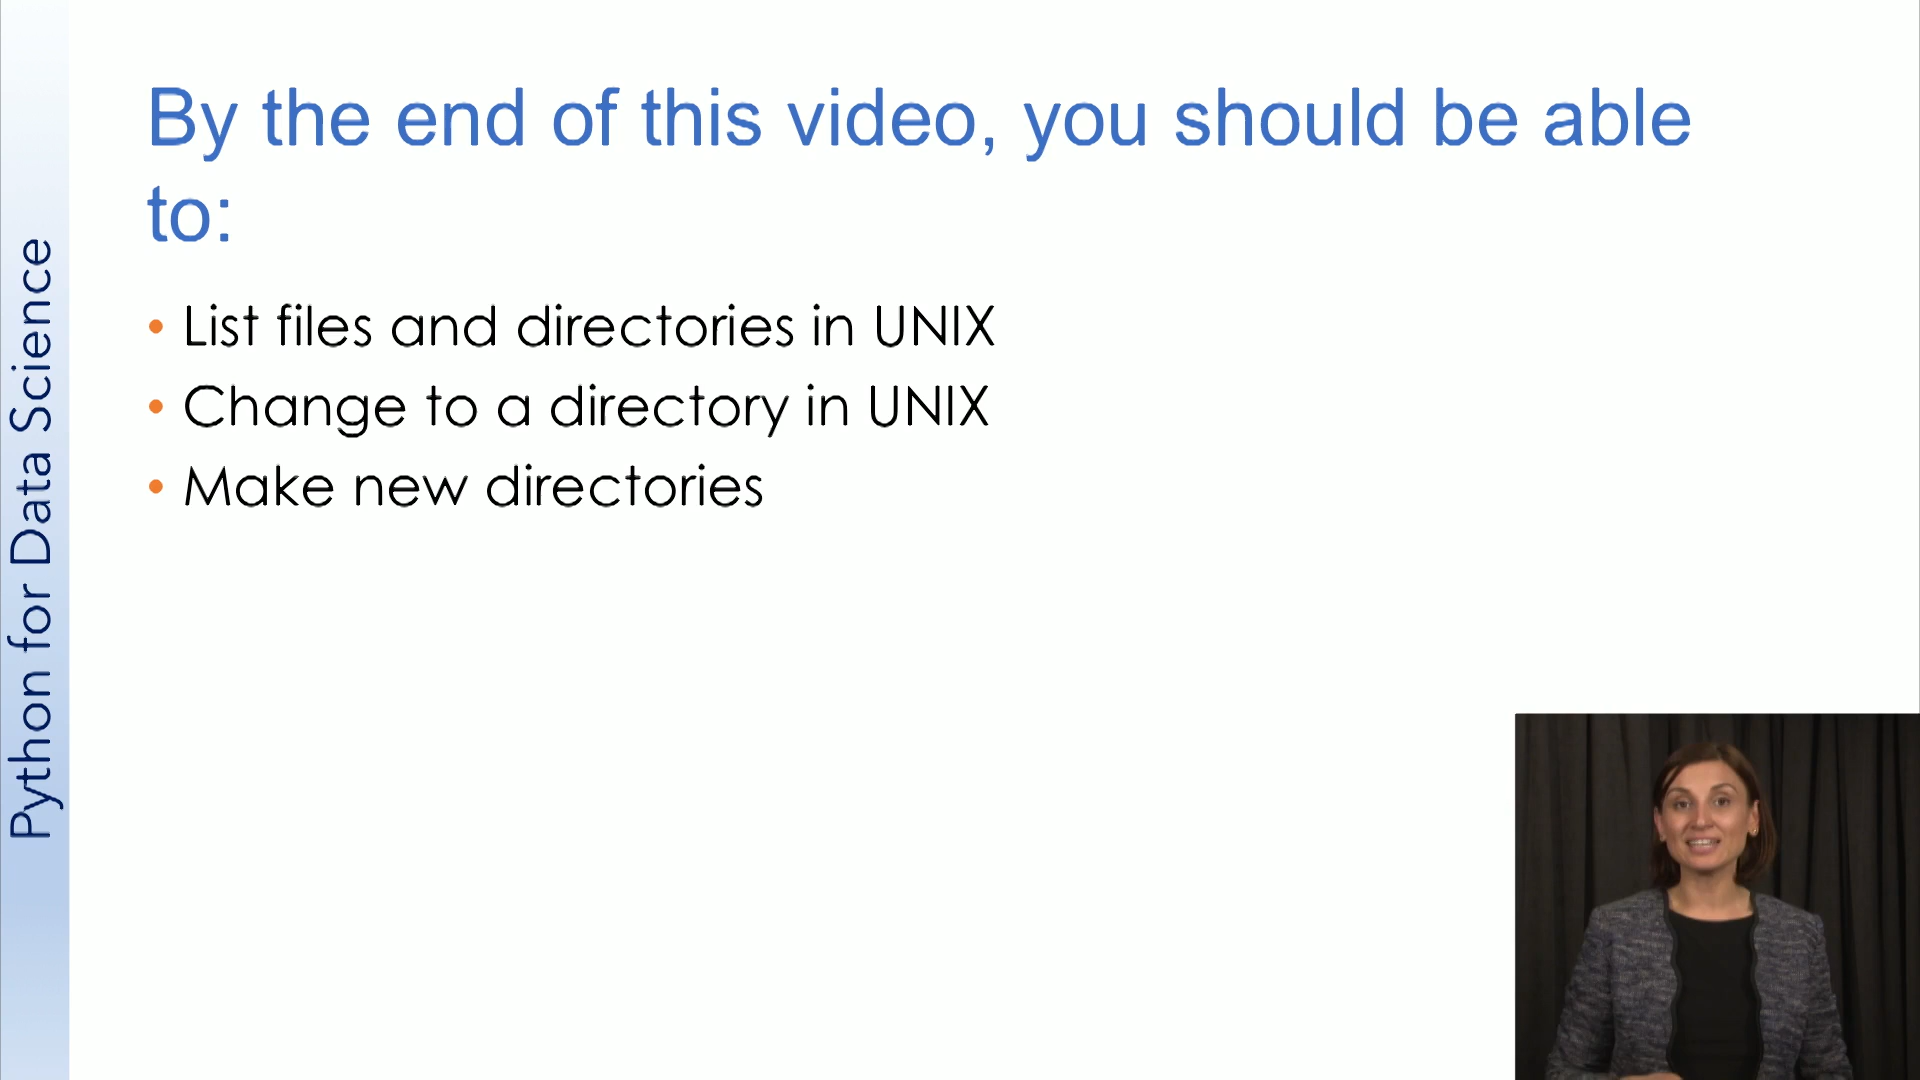 By the end of this video, you should be able
to:
• List files and directories in UNIX
• Change to a directory in UNIX
• Make new directories
Python for Data Science